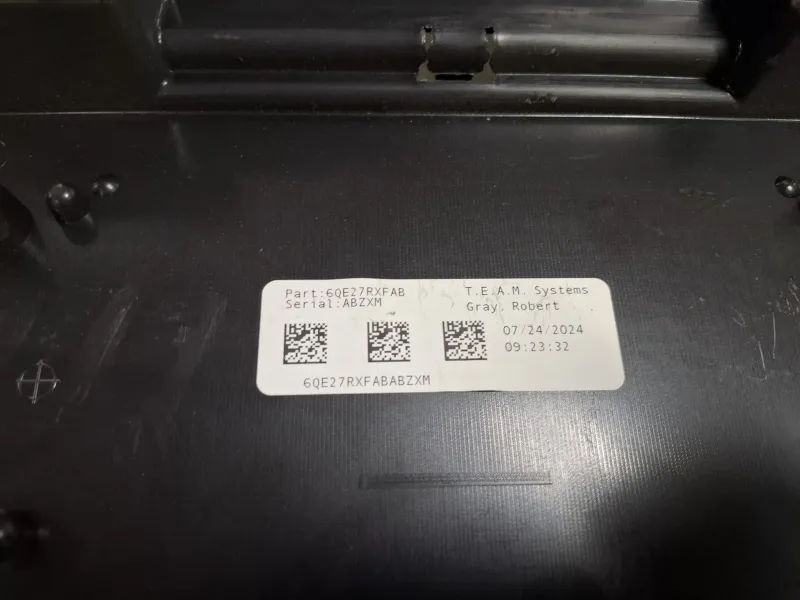 Part:6QE27RXFAB
Serial:ABZXM
T.E.A.M. Systems
Gray, Robert
07/24/2024
09:23:32
6QE27RXFABABZXM